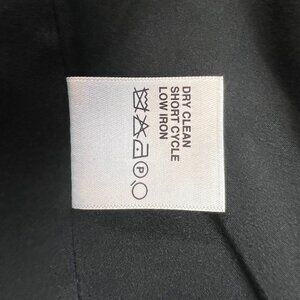 DRY CLEAN
SHORT CYCLE
LOW IRON
P